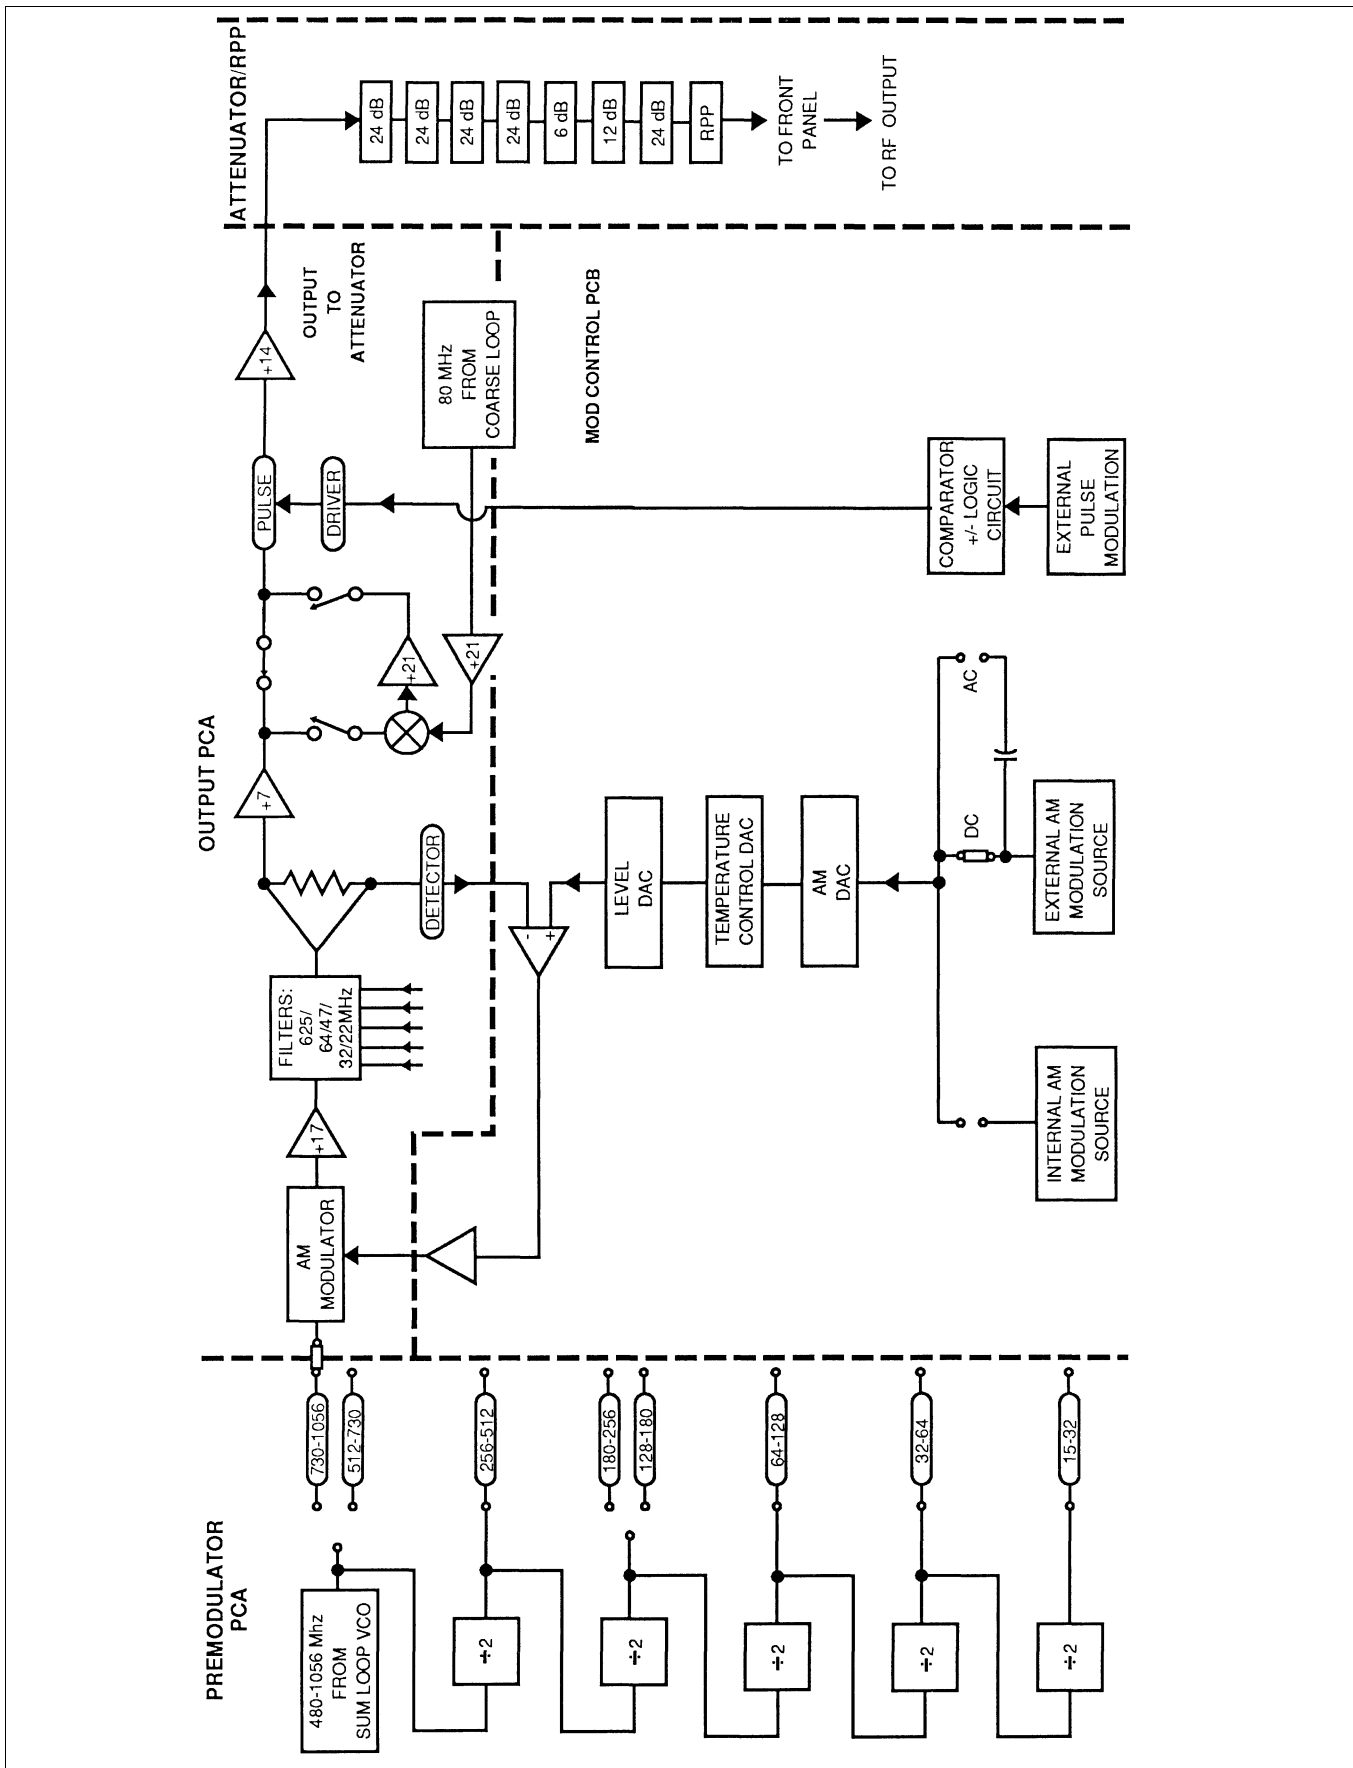 PREMODULATOR
PCA
480-1056 Mhz
FROM
SUM LOOP VCO
÷2
÷2
÷2
÷2
÷2
730-1056
512-730
256-512
180-256
128-180
64-128
32-64
15-32
OUTPUT PCA
AM
MODULATOR
+17
FILTERS:
625/
64/47/
32/22MHz
DETECTOR
+7
+21
+21
PULSE
DRIVER
+14
80 MHz
FROM
COARSE LOOP
OUTPUT
TO
ATTENUATOR
MOD CONTROL PCB
-
+
LEVEL
DAC
TEMPERATURE
CONTROL DAC
AM
DAC
INTERNAL AM
MODULATION
SOURCE
EXTERNAL AM
MODULATION
SOURCE
DC
AC
COMPARATOR
+/- LOGIC
CIRCUIT
EXTERNAL
PULSE
MODULATION
ATTENUATOR/RPP
24 dB
24 dB
24 dB
24 dB
6 dB
12 dB
24 dB
RPP
TO FRONT
PANEL
TO RF OUTPUT